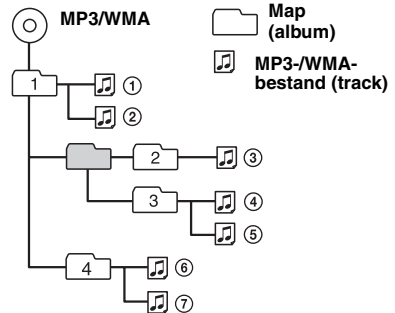 MP3/WMA
Map
(album)
MP3-/WMA-
bestand (track)
1
①
②
2
③
3
④
⑤
4
⑥
⑦